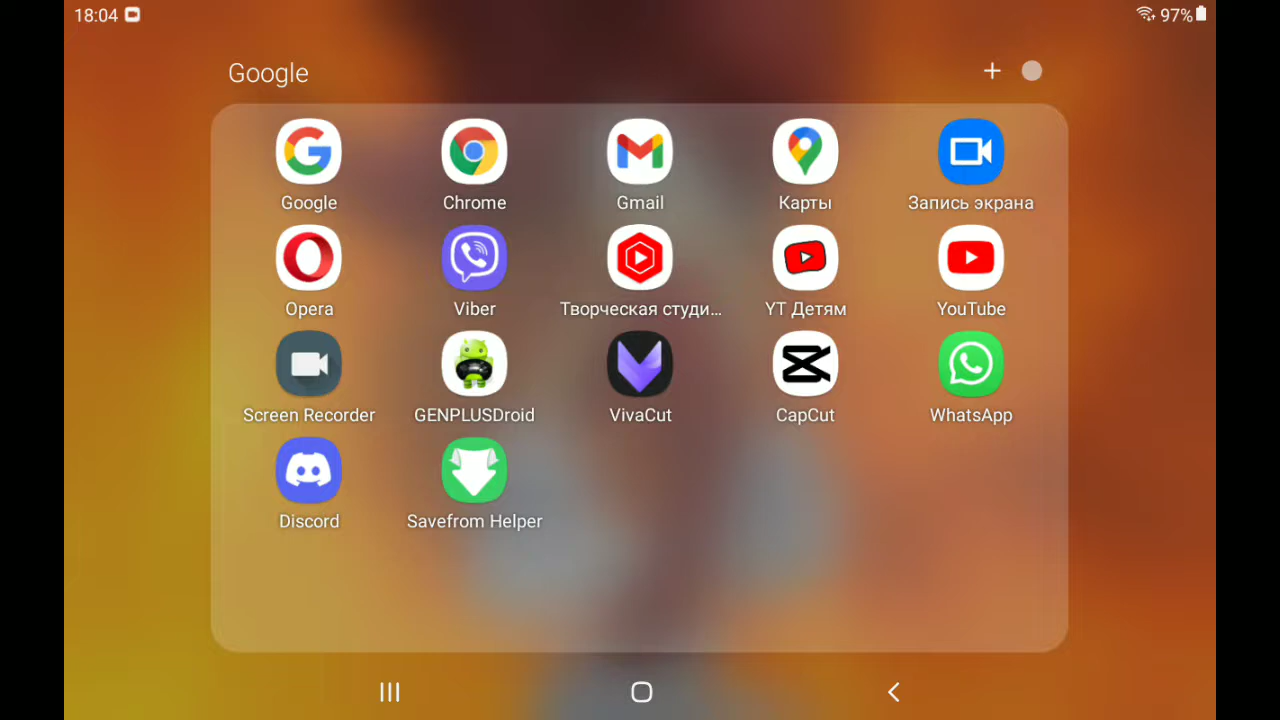 18:04
97%
Google
Google
Chrome
Gmail
Карты
Запись экрана
Opera
Viber
Творческая студи...
YT Детям
YouTube
Screen Recorder
GENPLUSDroid
VivaCut
CapCut
WhatsApp
Discord
Savefrom Helper